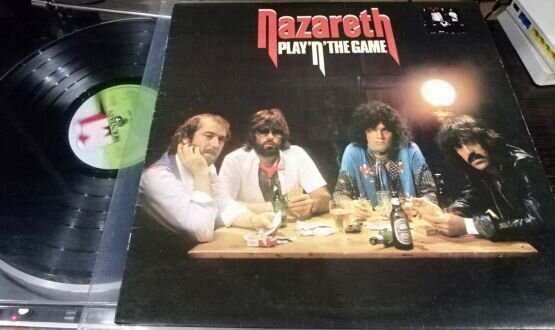 Nazareth
PLAY 'N' THE GAME